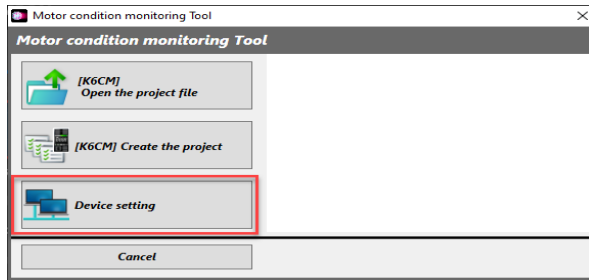 Motor condition monitoring Tool
Motor condition monitoring Tool
[K6CM]
Open the project file
[K6CM] Create the project
Device setting
Cancel